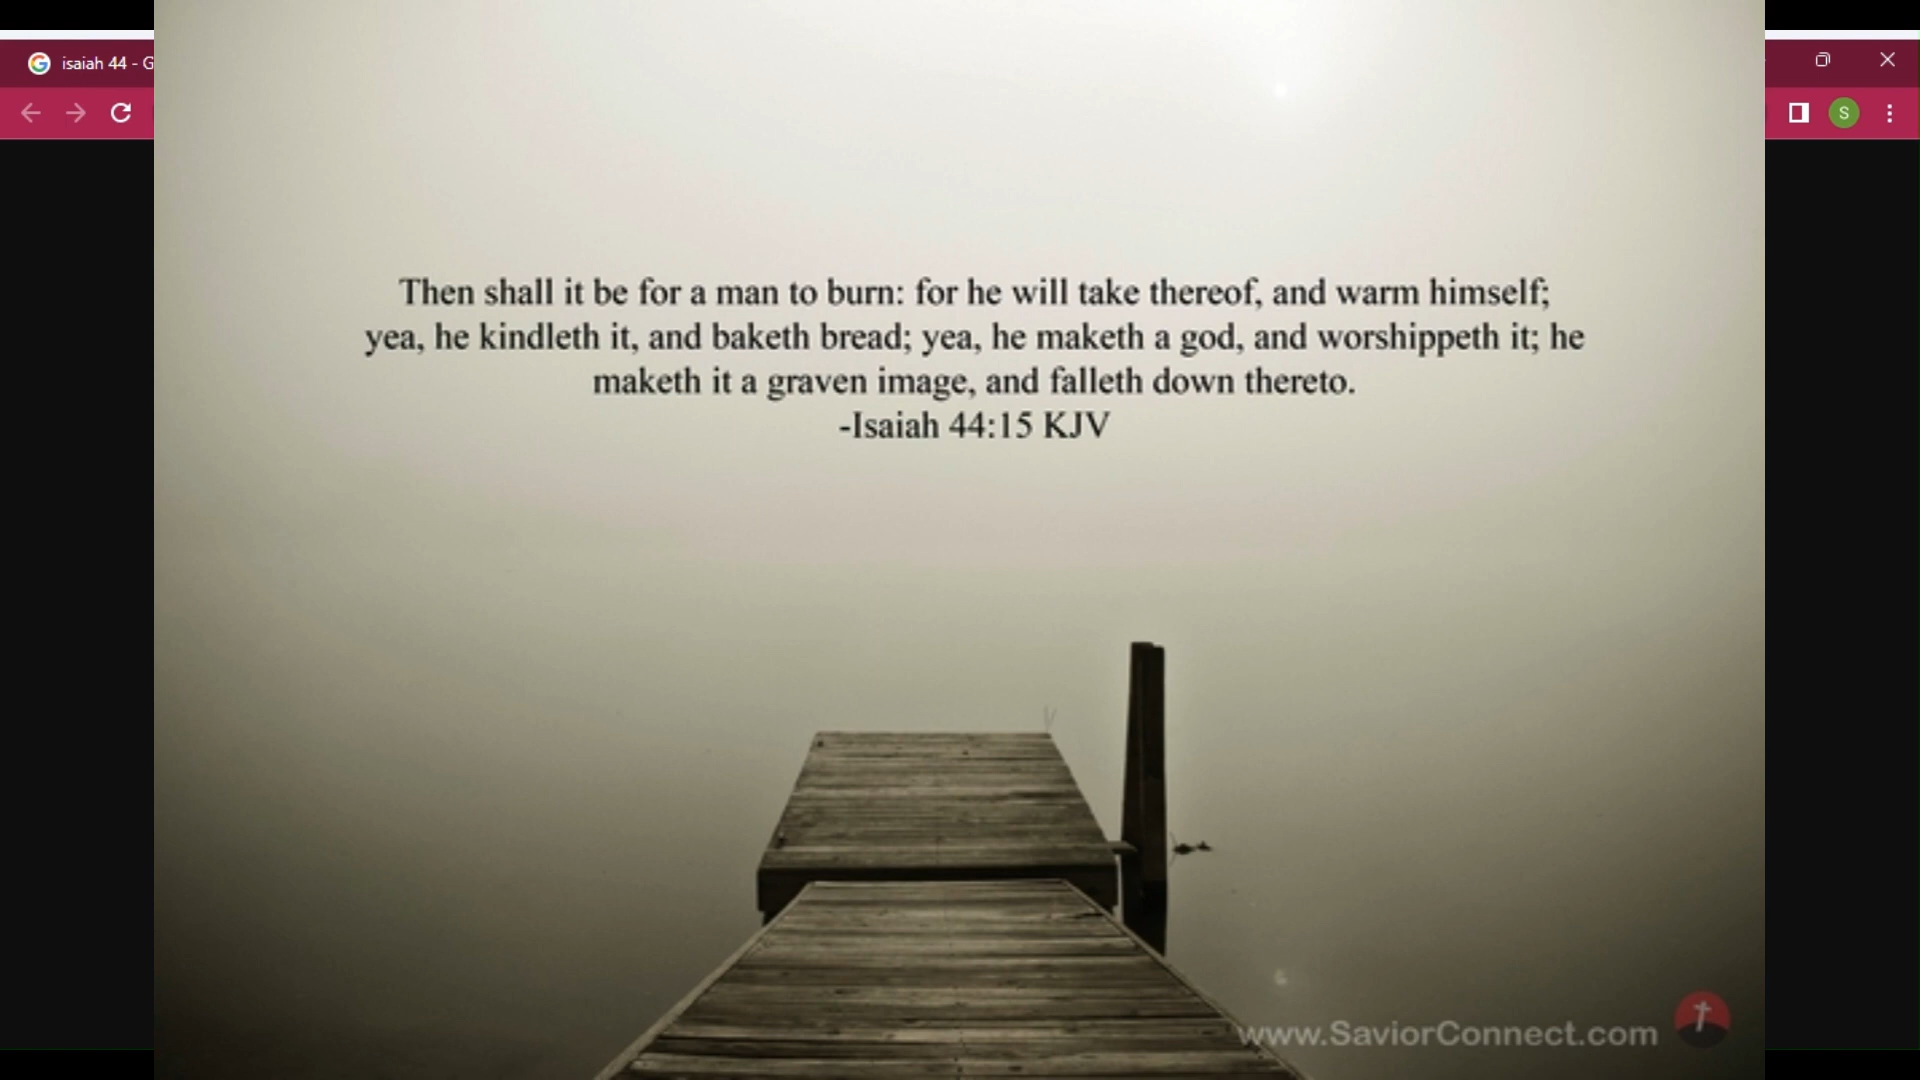 isaiah 44 - G
S
Then shall it be for a man to burn: for he will take thereof, and warm himself;
yea, he kindleth it, and baketh bread; yea, he maketh a god, and worshippeth it; he
maketh it a graven image, and falleth down thereto.
-Isaiah 44:15 KJV
www.SaviorConnect.com